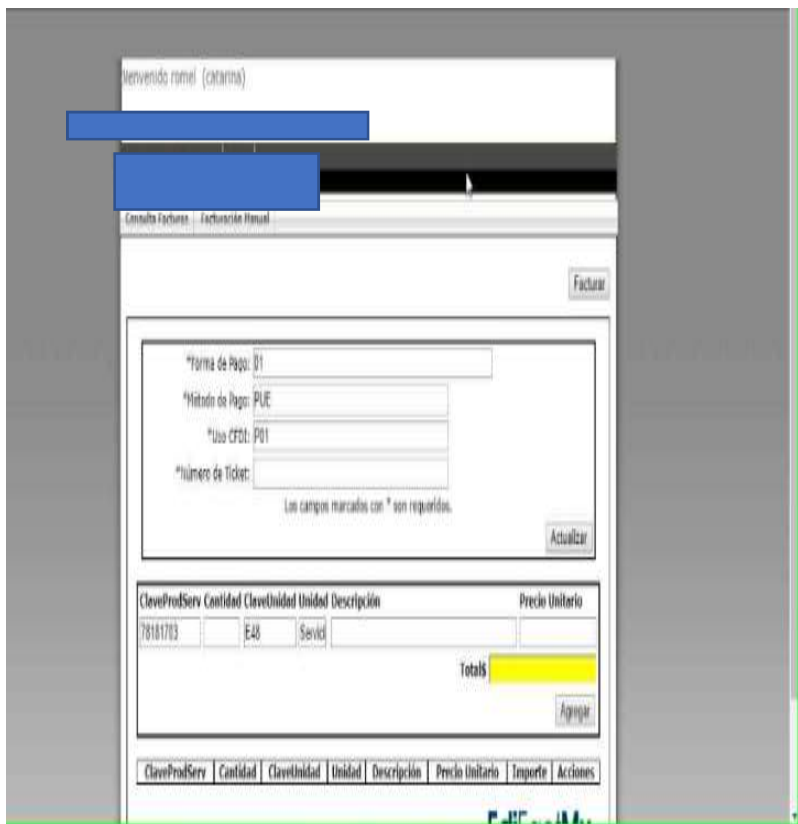 Bienvenido romel (catarina)
Consulta Facturas Facturación Manual
Facturar
*Forma de Pago: 01
*Método de Pago: PUE
*Uso CFDI: P01
*Número de Ticket:
Los campos marcados con * son requeridos.
Actualizar
ClaveProdServ Cantidad ClaveUnidad Unidad Descripción Precio Unitario
78181703 E48 Servici
Total$
Agregar
ClaveProdServ Cantidad ClaveUnidad Unidad Descripción Precio Unitario Importe Acciones